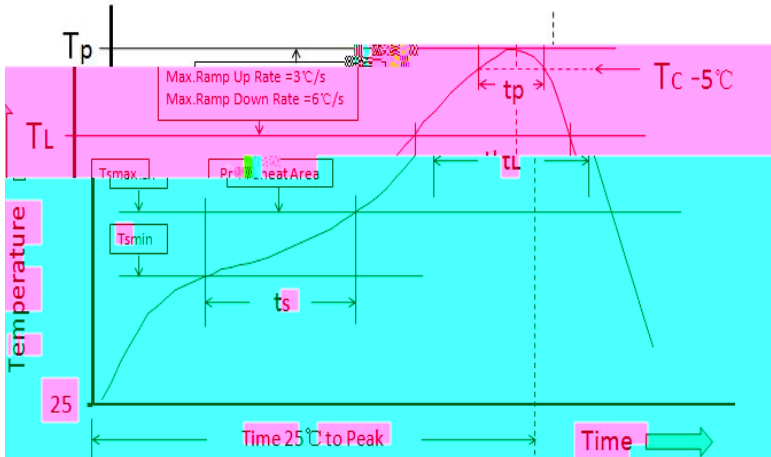 Tp
Max.Ramp Up Rate =3℃/s
Max.Ramp Down Rate =6℃/s
tp
TC -5℃
TL
tL
Tsmax
Area
Tsmin
ts
Temperature
25
Time 25℃ to Peak
Time